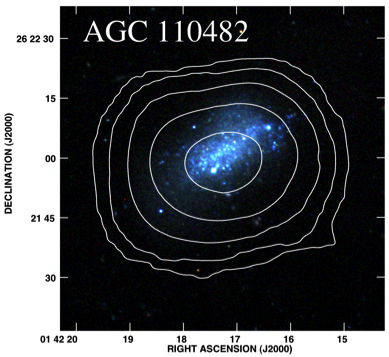 AGC 110482
26 22 30
15
00
21 45
30
DECLINATION (J2000)
01 42 20
19
18
17
16
15
RIGHT ASCENSION (J2000)